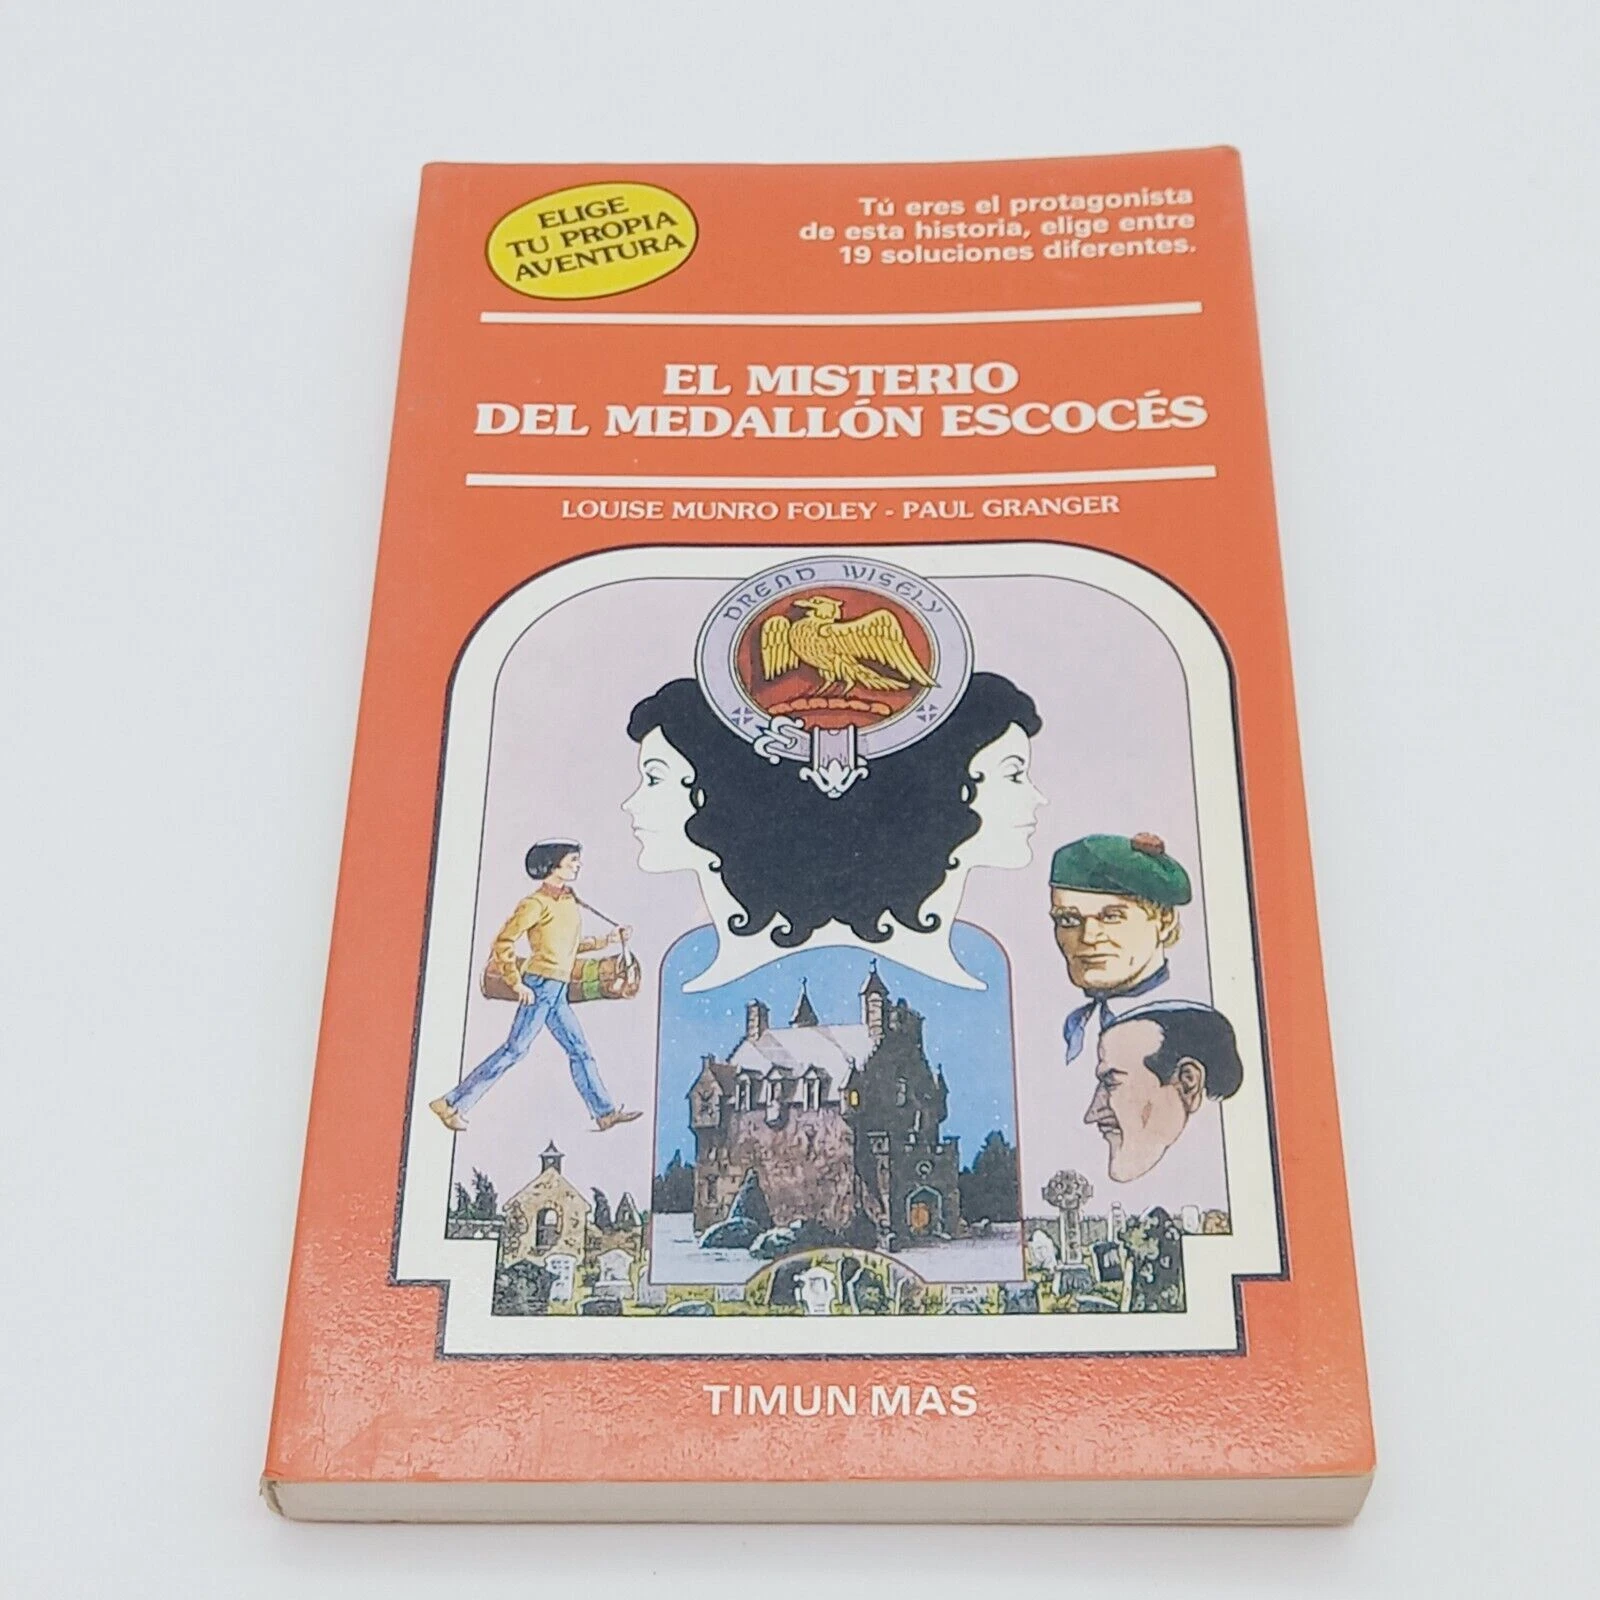 ELIGE
TU PROPIA
AVENTURA
Tú eres el protagonista
de esta historia, elige entre
19 soluciones diferentes.
EL MISTERIO
DEL MEDALLÓN ESCOCÉS
LOUISE MUNRO FOLEY - PAUL GRANGER
DREAD WISELY
TIMUN MAS